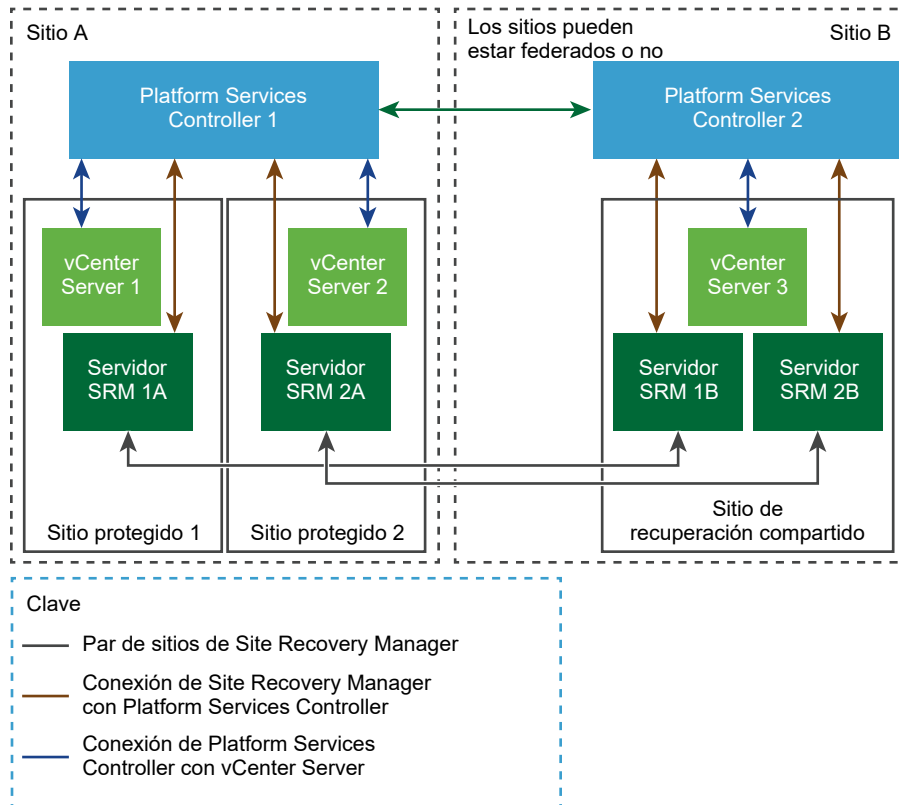 Sitio A
Los sitios pueden
estar federados o no
Sitio B
Platform Services
Controller 1
Platform Services
Controller 2
vCenter
Server 1
vCenter
Server 2
vCenter
Server 3
Servidor
SRM 1A
Servidor
SRM 2A
Servidor
SRM 1B
Servidor
SRM 2B
Sitio protegido 1
Sitio protegido 2
Sitio de
recuperación compartido
Clave
Par de sitios de Site Recovery Manager
Conexión de Site Recovery Manager
con Platform Services Controller
Conexión de Platform Services
Controller con vCenter Server